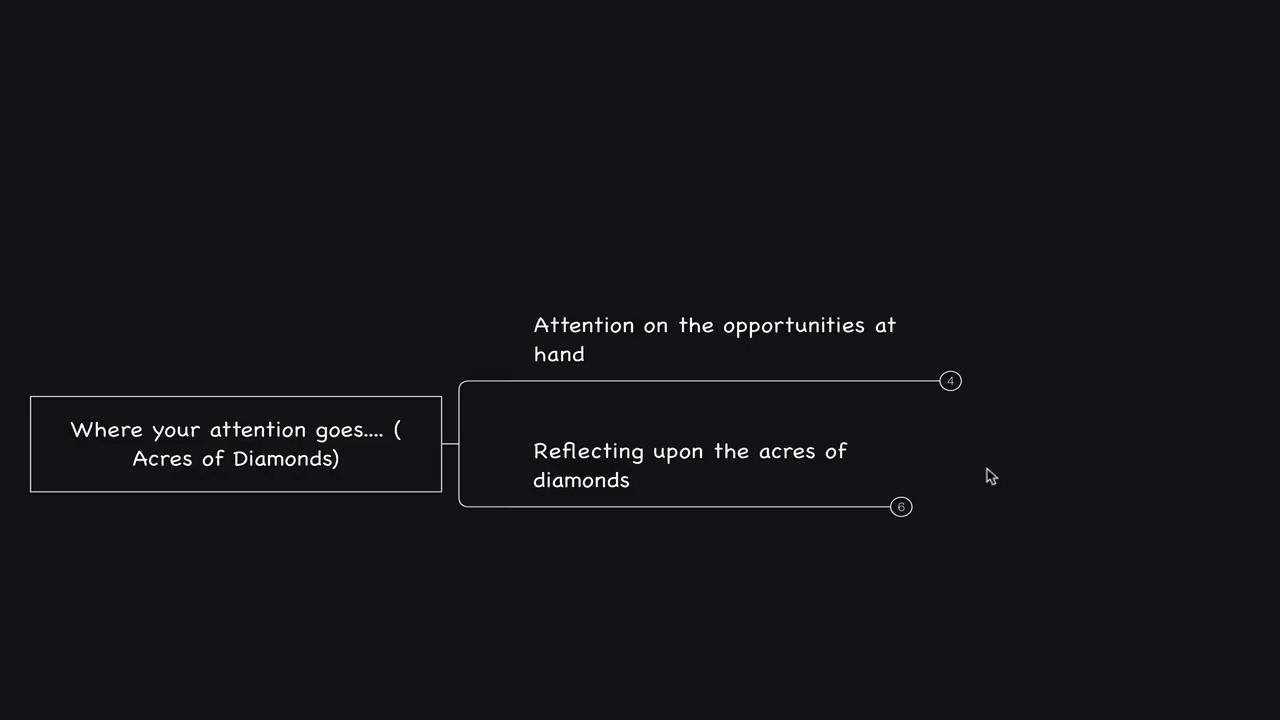 Attention on the opportunities at
hand
4
Where your attention goes.... (
Acres of Diamonds)
Reflecting upon the acres of
diamonds
6